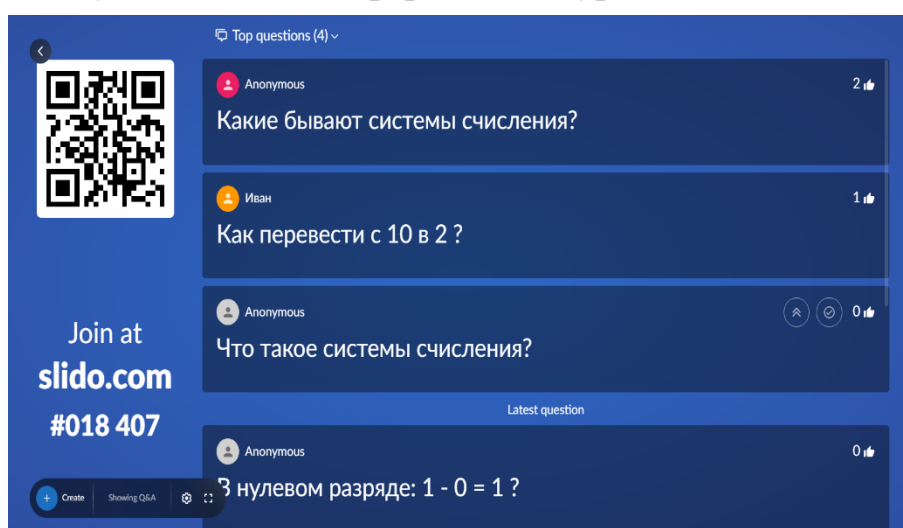 Top questions (4)
Anonymous
2
Какие бывают системы счисления?
Иван
1
Как перевести с 10 в 2 ?
Anonymous
0
Что такое системы счисления?
Latest question
Anonymous
0
В нулевом разряде: 1 - 0 = 1 ?
Join at
slido.com
#018 407
Create
Showing Q&A